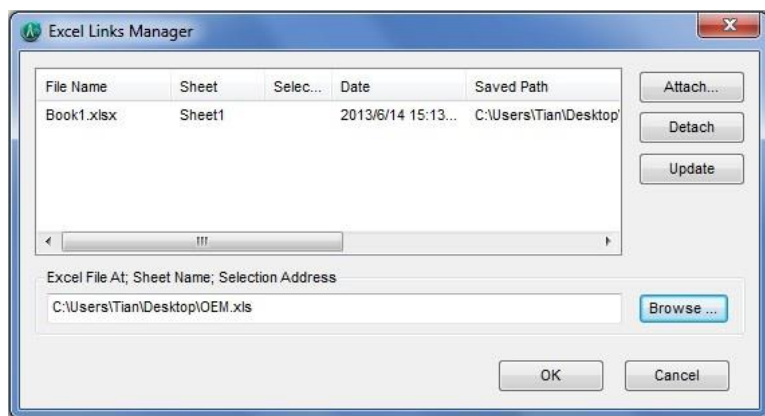 Excel Links Manager
File Name Sheet Selec... Date Saved Path
Book1.xlsx Sheet1 2013/6/14 15:13... C:\Users\Tian\Desktop\
Attach...
Detach
Update
Excel File At; Sheet Name; Selection Address
C:\Users\Tian\Desktop\OEM.xls
Browse ...
OK Cancel